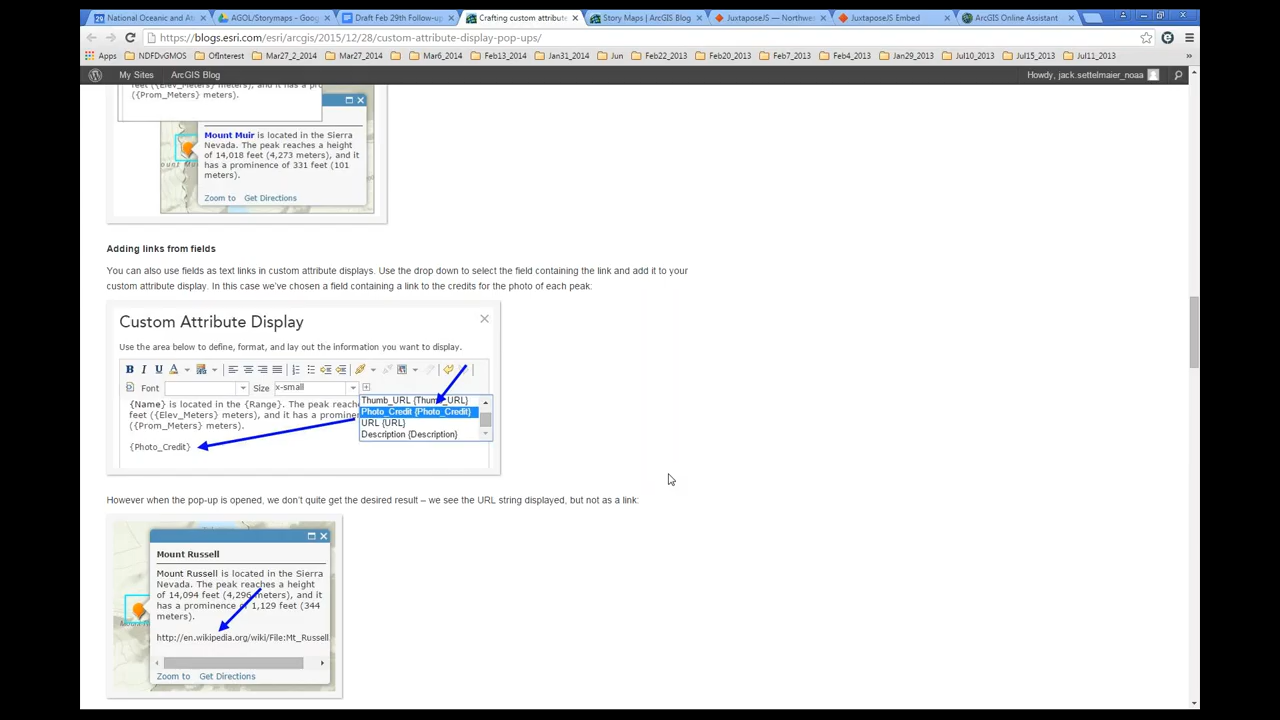 National Oceanic and At
AGOL/Storymaps - Goog
Draft Feb 29th Follow-up
Crafting custom attribute
Story Maps | ArcGIS Blog
JuxtaposeJS — Northwes
JuxtaposeJS Embed
ArcGIS Online Assistant
https://blogs.esri.com/esri/arcgis/2015/12/28/custom-attribute-display-pop-ups/
Apps NDFDvGMOS OfInterest Mar27_2_2014 Mar27_2014 Mar6_2014 Feb13_2014 Jan31_2014 Jun Feb22_2013 Feb20_2013 Feb7_2013 Feb4_2013 Jan29_2013 Jul10_2013 Jul15_2013 Jul11_2013 »
My Sites ArcGIS Blog Howdy, jack.settelmaier_noaa
feet ({Elev_Meters} meters), and it has a pro
({Prom_Meters} meters).
Mount Muir is located in the Sierra
Nevada. The peak reaches a height
of 14,018 feet (4,273 meters), and it
has a prominence of 331 feet (101
meters).
Zoom to Get Directions
Adding links from fields
You can also use fields as text links in custom attribute displays. Use the drop down to select the field containing the link and add it to your
custom attribute display. In this case we've chosen a field containing a link to the credits for the photo of each peak:
Custom Attribute Display
Use the area below to define, format, and lay out the information you want to display.
B I U A
Font Size x-small
{Name} is located in the {Range}. The peak reache
feet ({Elev_Meters} meters), and it has a prominen
({Prom_Meters} meters).
{Photo_Credit}
Thumb_URL {Thumb_URL}
Photo_Credit {Photo_Credit}
URL {URL}
Description {Description}
However when the pop-up is opened, we don't quite get the desired result – we see the URL string displayed, but not as a link:
Mount Russell
Mount Russell is located in the Sierra
Nevada. The peak reaches a height
of 14,094 feet (4,296 meters), and it
has a prominence of 1,129 feet (344
meters).
http://en.wikipedia.org/wiki/File:Mt_Russell
Zoom to Get Directions